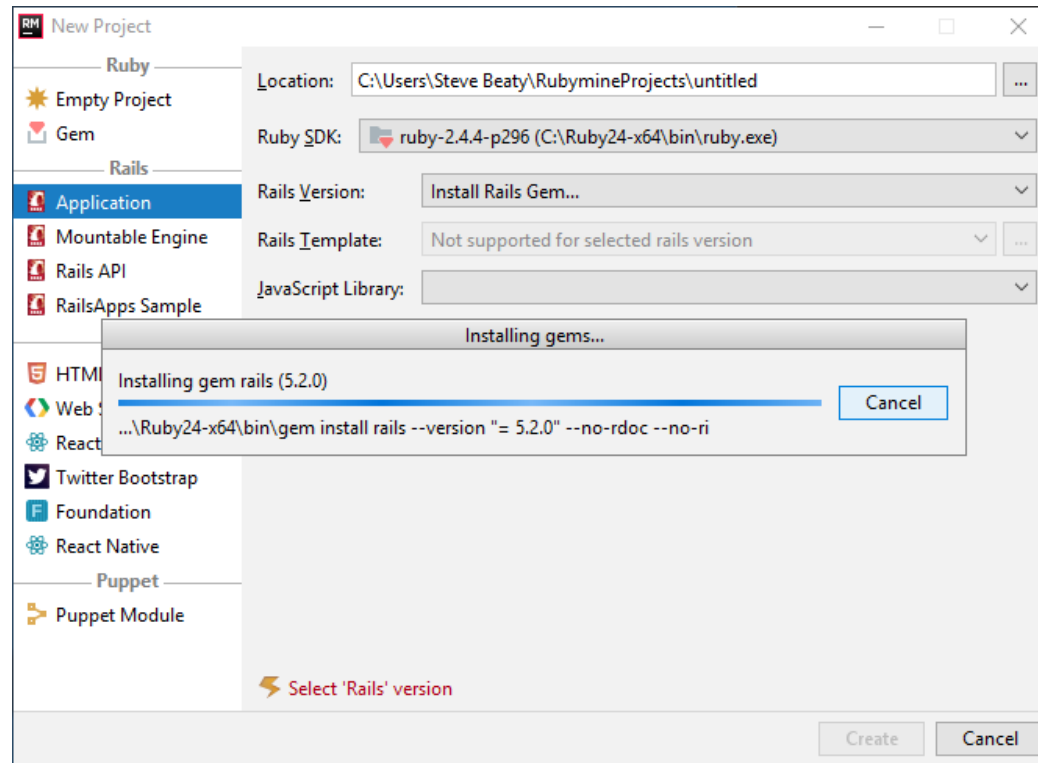 RM New Project
Ruby
Empty Project
Gem
Rails
Application
Mountable Engine
Rails API
RailsApps Sample
HTML
Web
React
Twitter Bootstrap
F Foundation
React Native
Puppet
Puppet Module
Location: C:\Users\Steve Beaty\RubymineProjects\untitled ...
Ruby SDK: ruby-2.4.4-p296 (C:\Ruby24-x64\bin\ruby.exe)
Rails Version: Install Rails Gem...
Rails Template: Not supported for selected rails version ...
JavaScript Library:
Installing gems...
Installing gem rails (5.2.0)
Cancel
...\Ruby24-x64\bin\gem install rails --version "= 5.2.0" --no-rdoc --no-ri
Select 'Rails' version
Create Cancel